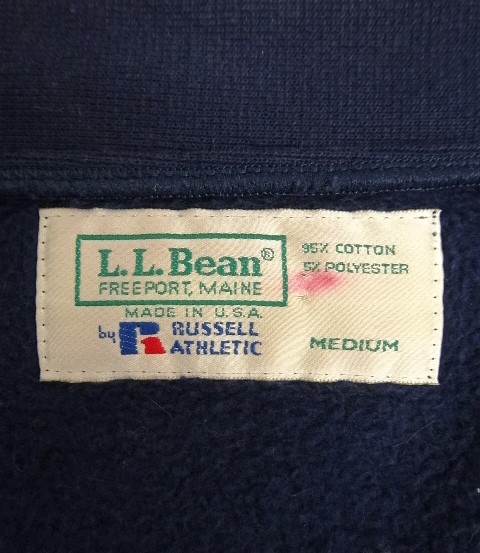 L.L.Bean®
FREEPORT, MAINE
95% COTTON
5% POLYESTER
MADE IN U.S.A.
by R RUSSELL
ATHLETIC
MEDIUM